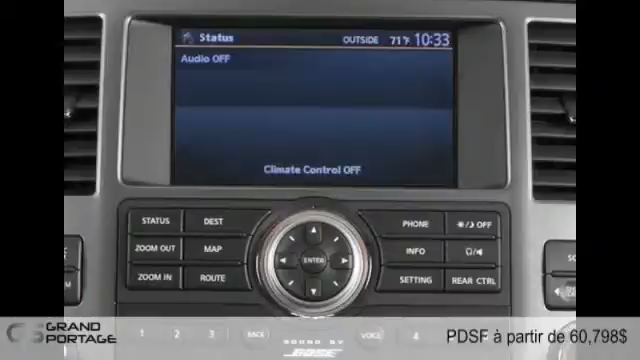 Status OUTSIDE 71°F 10:33
Audio OFF
Climate Control OFF
STATUS DEST PHONE OFF
ZOOM OUT MAP ENTER INFO
ZOOM IN ROUTE SETTING REAR CTRL
1 2 3 BACK VOICE 4
SOUND BY
BOSE
GRAND
PORTAGE
PDSF à partir de 60,798$